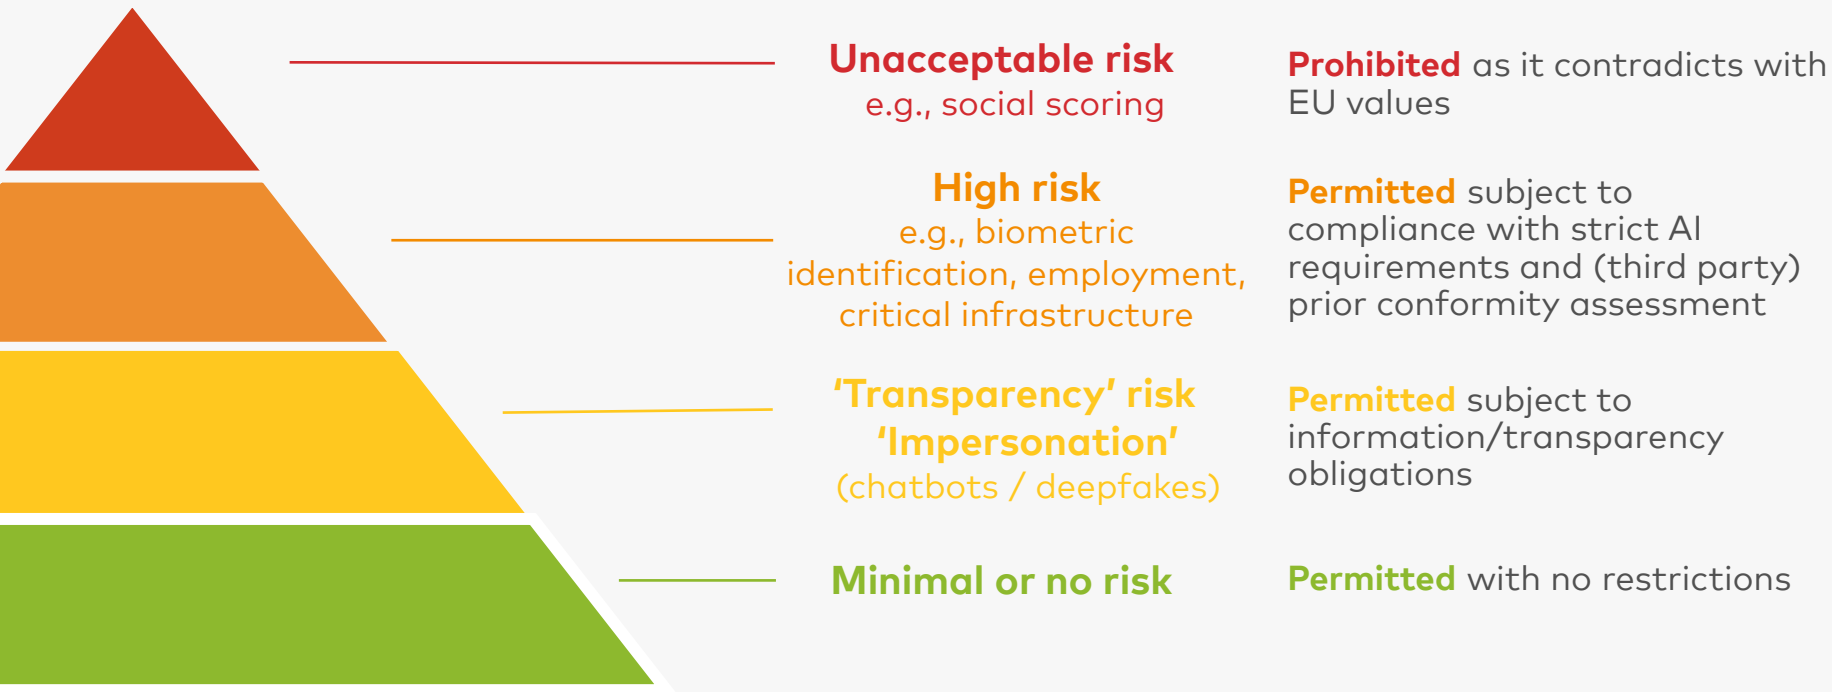 Unacceptable risk
e.g., social scoring
Prohibited as it contradicts with
EU values
High risk
e.g., biometric
identification, employment,
critical infrastructure
Permitted subject to
compliance with strict AI
requirements and (third party)
prior conformity assessment
‘Transparency’ risk
‘Impersonation’
(chatbots / deepfakes)
Permitted subject to
information/transparency
obligations
Minimal or no risk
Permitted with no restrictions